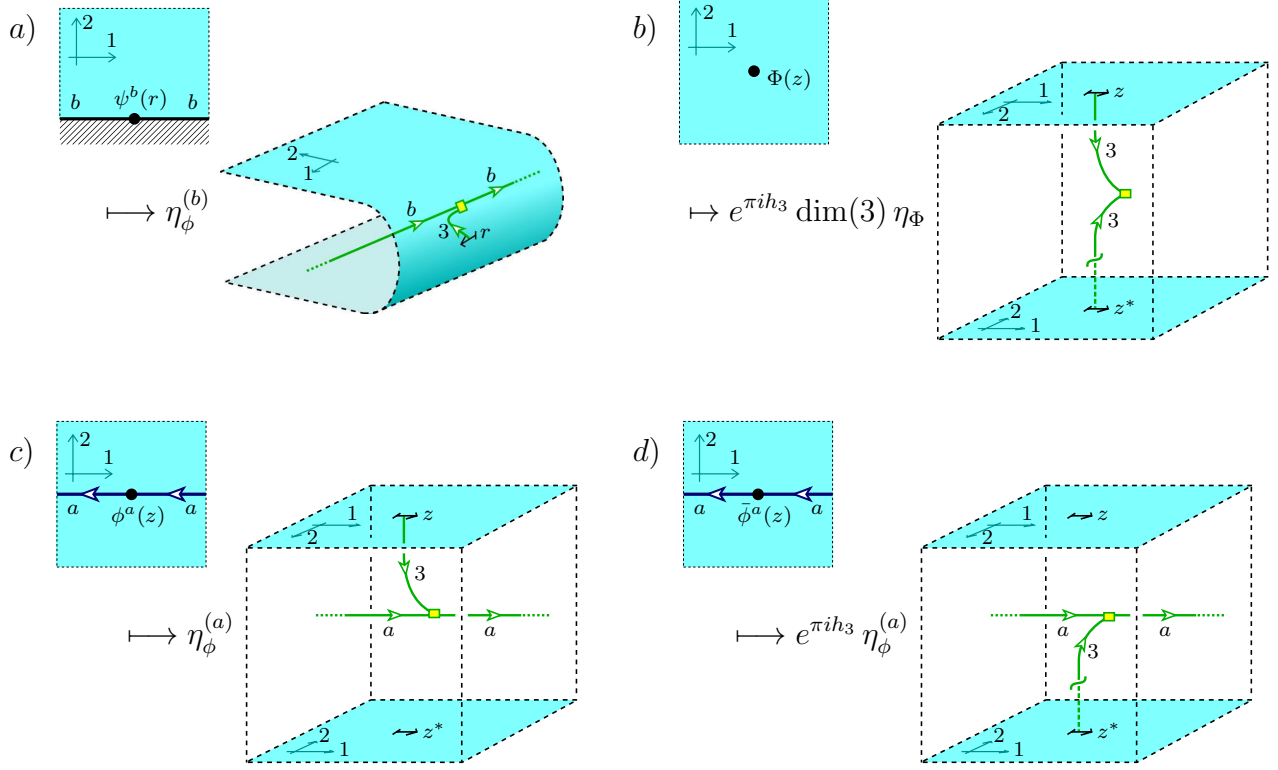 a)
2
1
b
ψ^b(r)
b
⟼ η_ϕ^{(b)}
2
1
b
b
3
r
b)
2
1
Φ(z)
↦ e^{πih_3} dim(3) η_Φ
1
2
z
3
3
2
1
z*
c)
2
1
a
ϕ^a(z)
a
⟼ η_ϕ^{(a)}
1
2
z
3
a
a
2
1
z*
d)
2
1
a
ϕ̄^a(z)
a
⟼ e^{πih_3} η_ϕ^{(a)}
1
2
z
a
a
3
2
1
z*